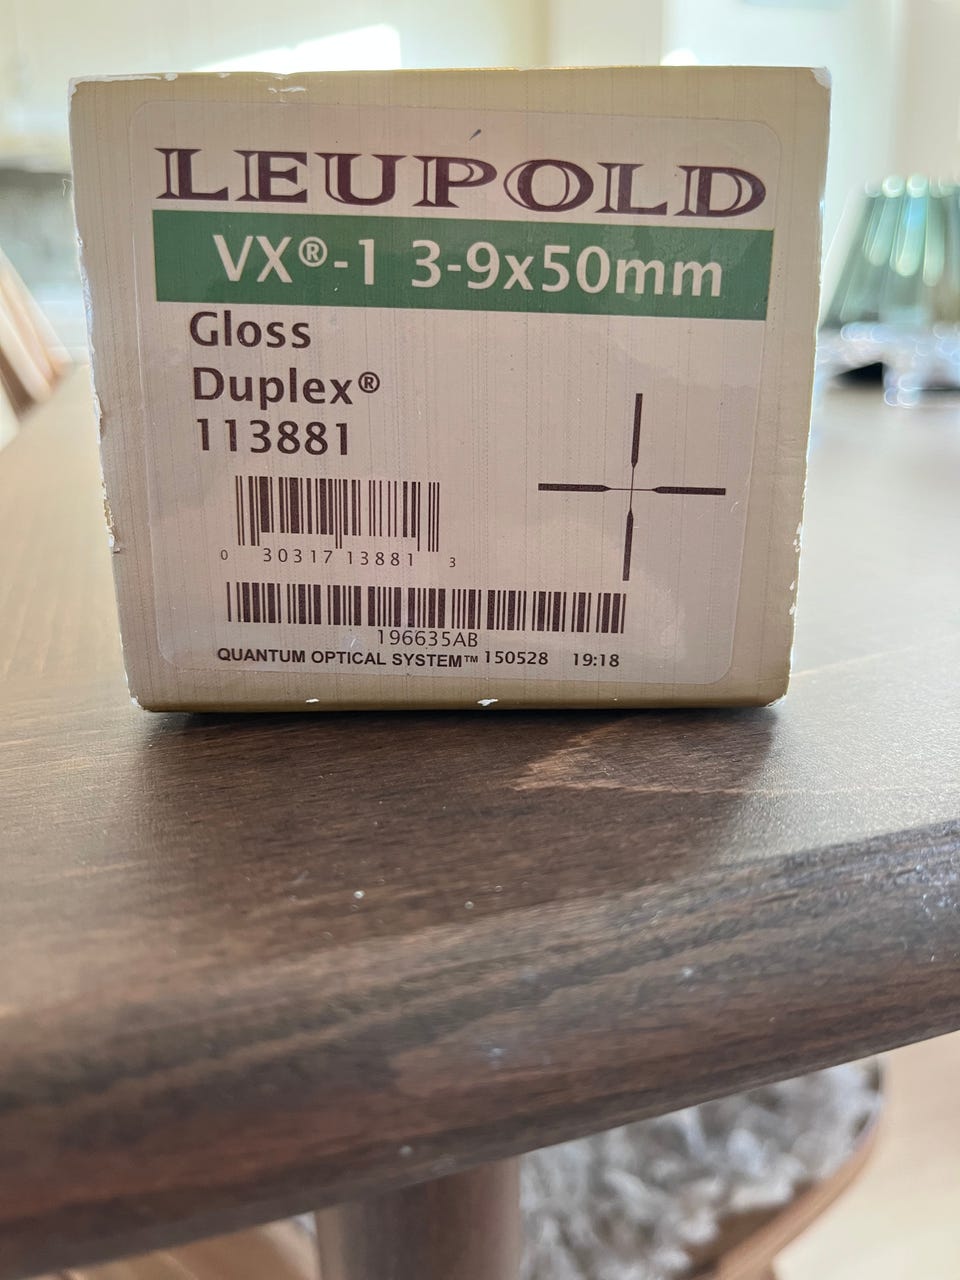 LEUPOLD
VX®-1 3-9x50mm
Gloss
Duplex®
113881
0 30317 13881 3
196635AB
QUANTUM OPTICAL SYSTEM™ 150528 19:18